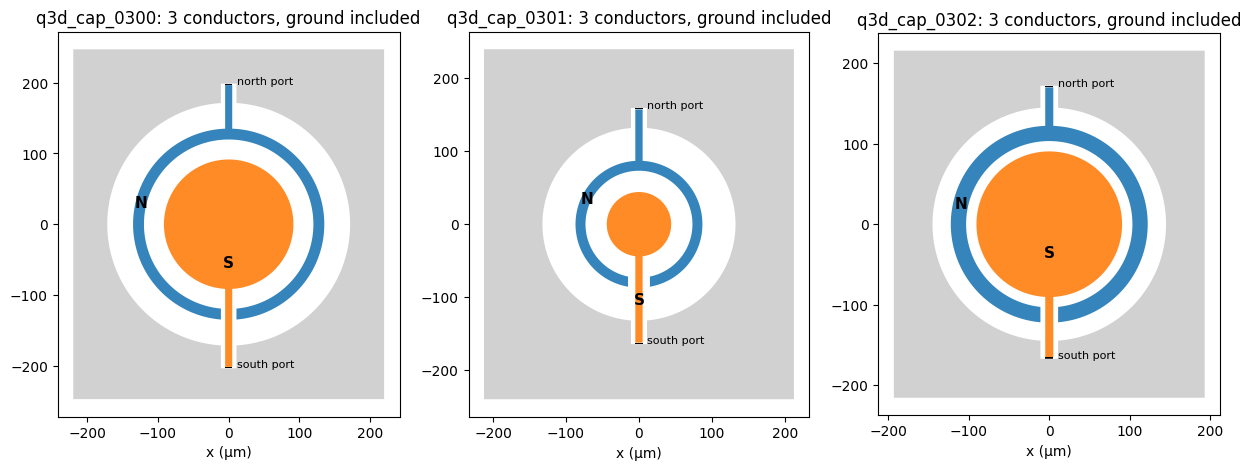 q3d_cap_0300: 3 conductors, ground included
200
100
0
−100
−200
−200
−100
0
100
200
x (µm)
north port
N
S
south port
q3d_cap_0301: 3 conductors, ground included
200
100
0
−100
−200
−200
−100
0
100
200
x (µm)
north port
N
S
south port
q3d_cap_0302: 3 conductors, ground included
200
100
0
−100
−200
−200
−100
0
100
200
x (µm)
north port
N
S
south port